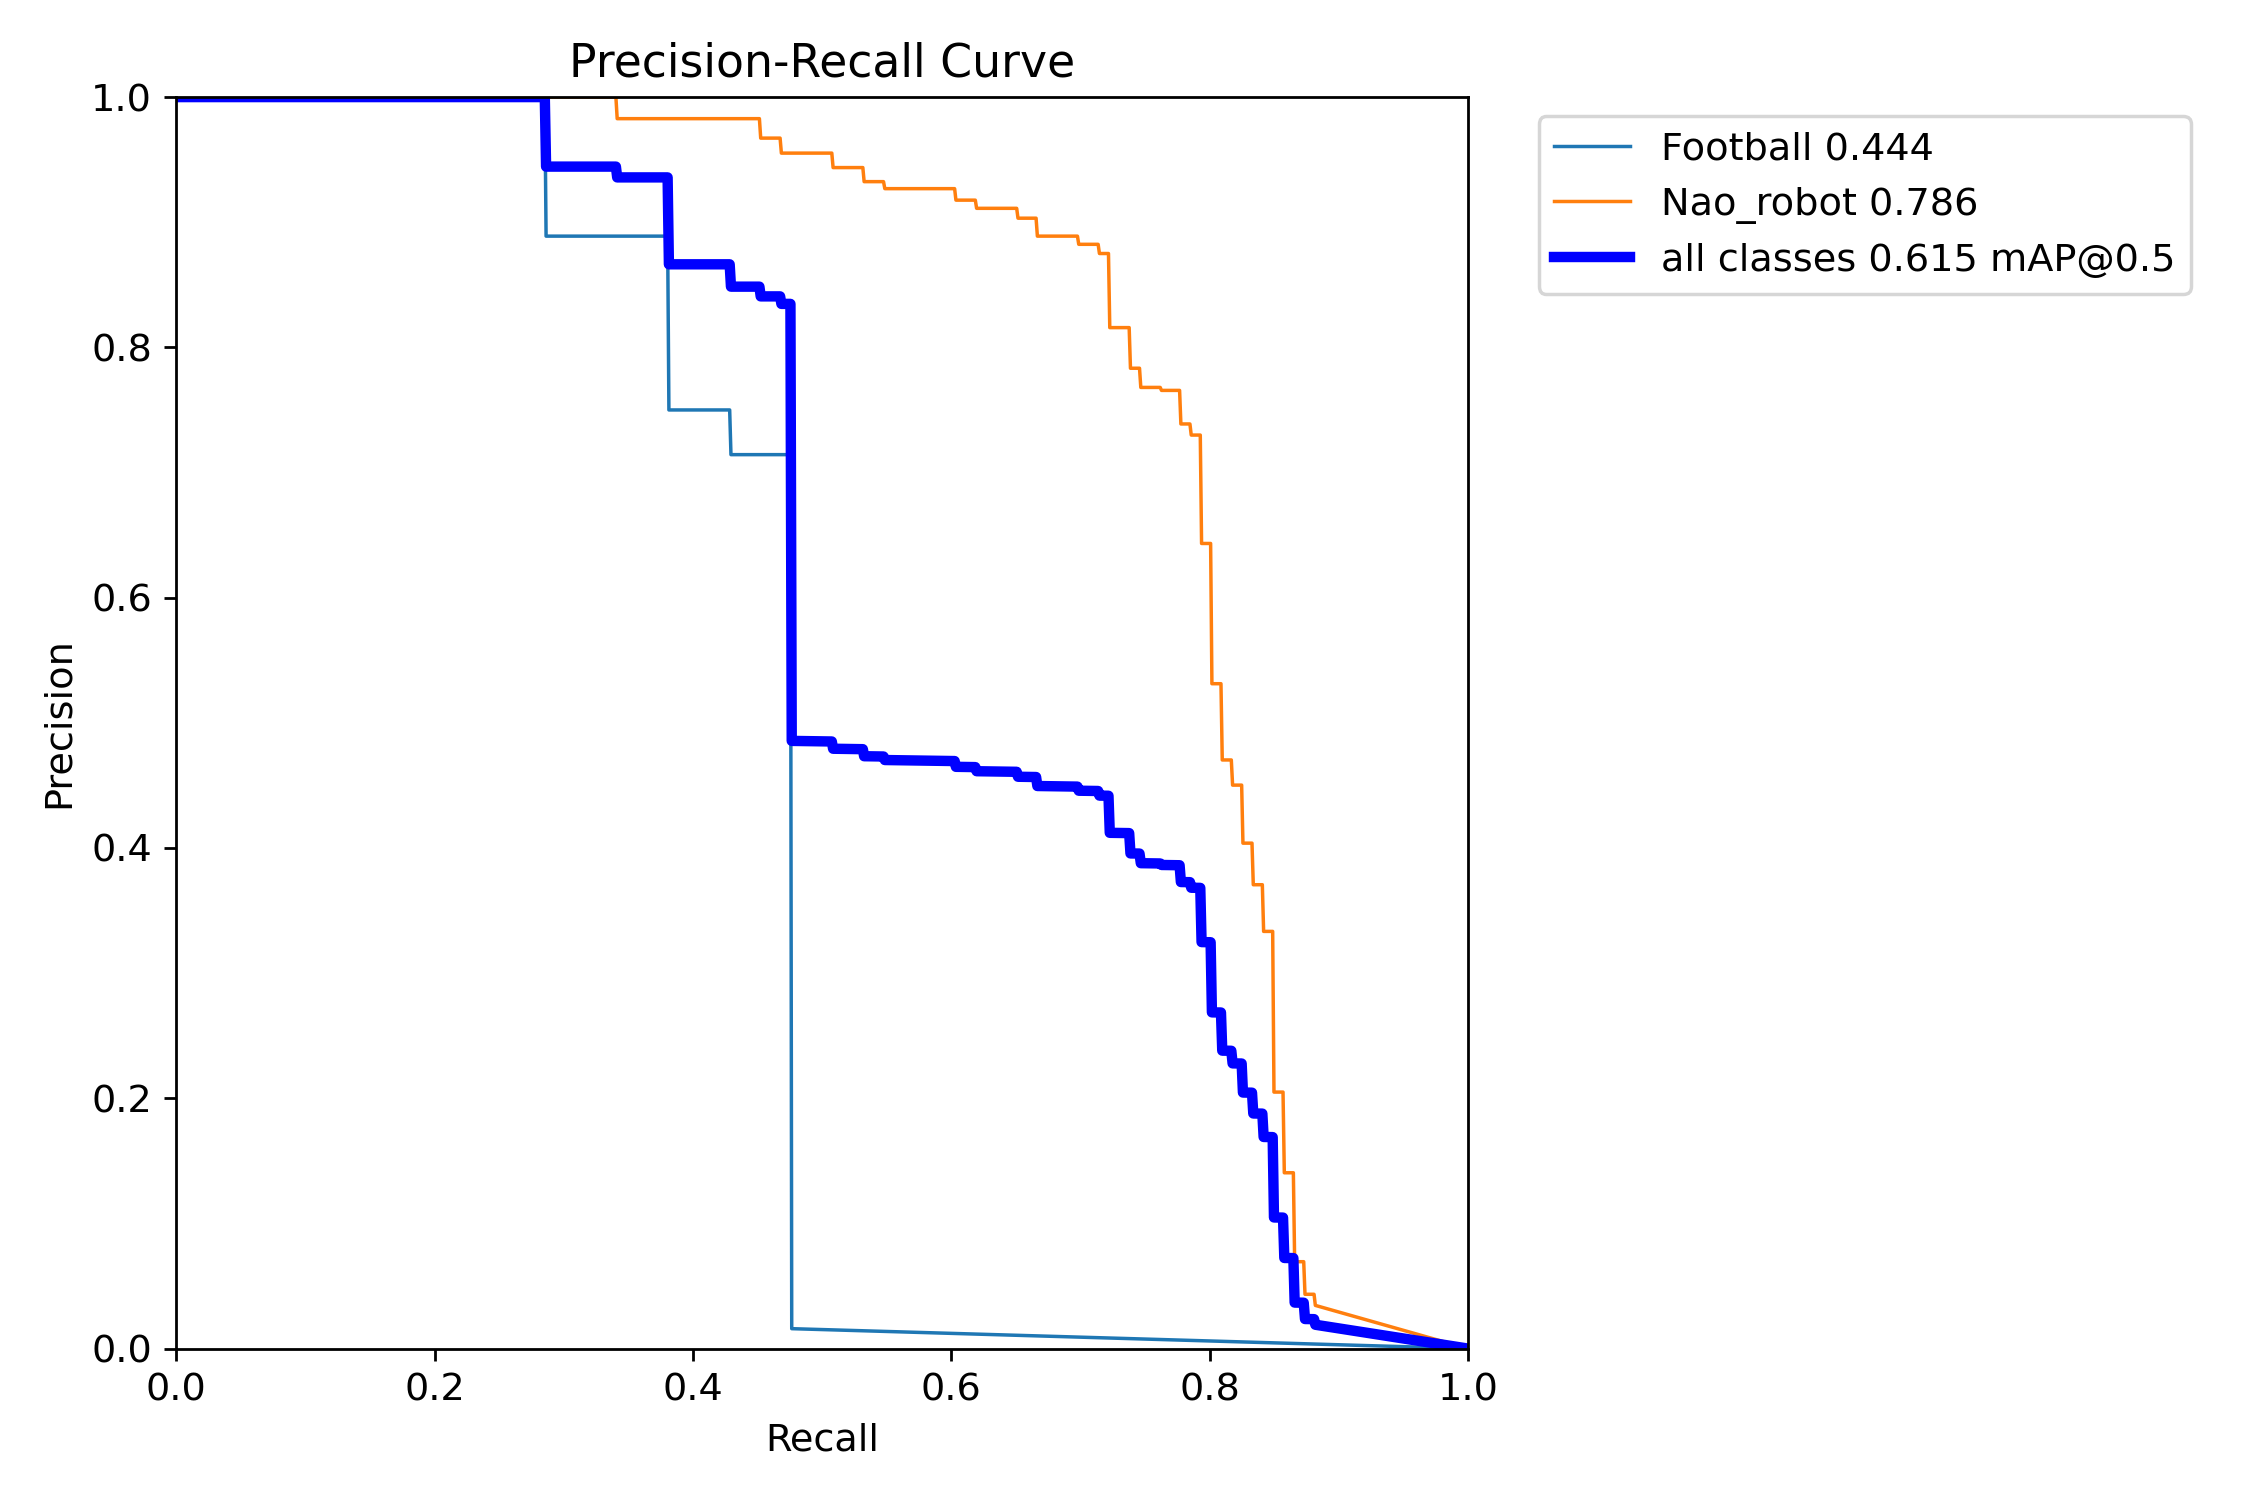 Precision-Recall Curve
1.0
0.8
0.6
0.4
0.2
0.0
Precision
0.0 0.2 0.4 0.6 0.8 1.0
Recall
Football 0.444
Nao_robot 0.786
all classes 0.615 mAP@0.5